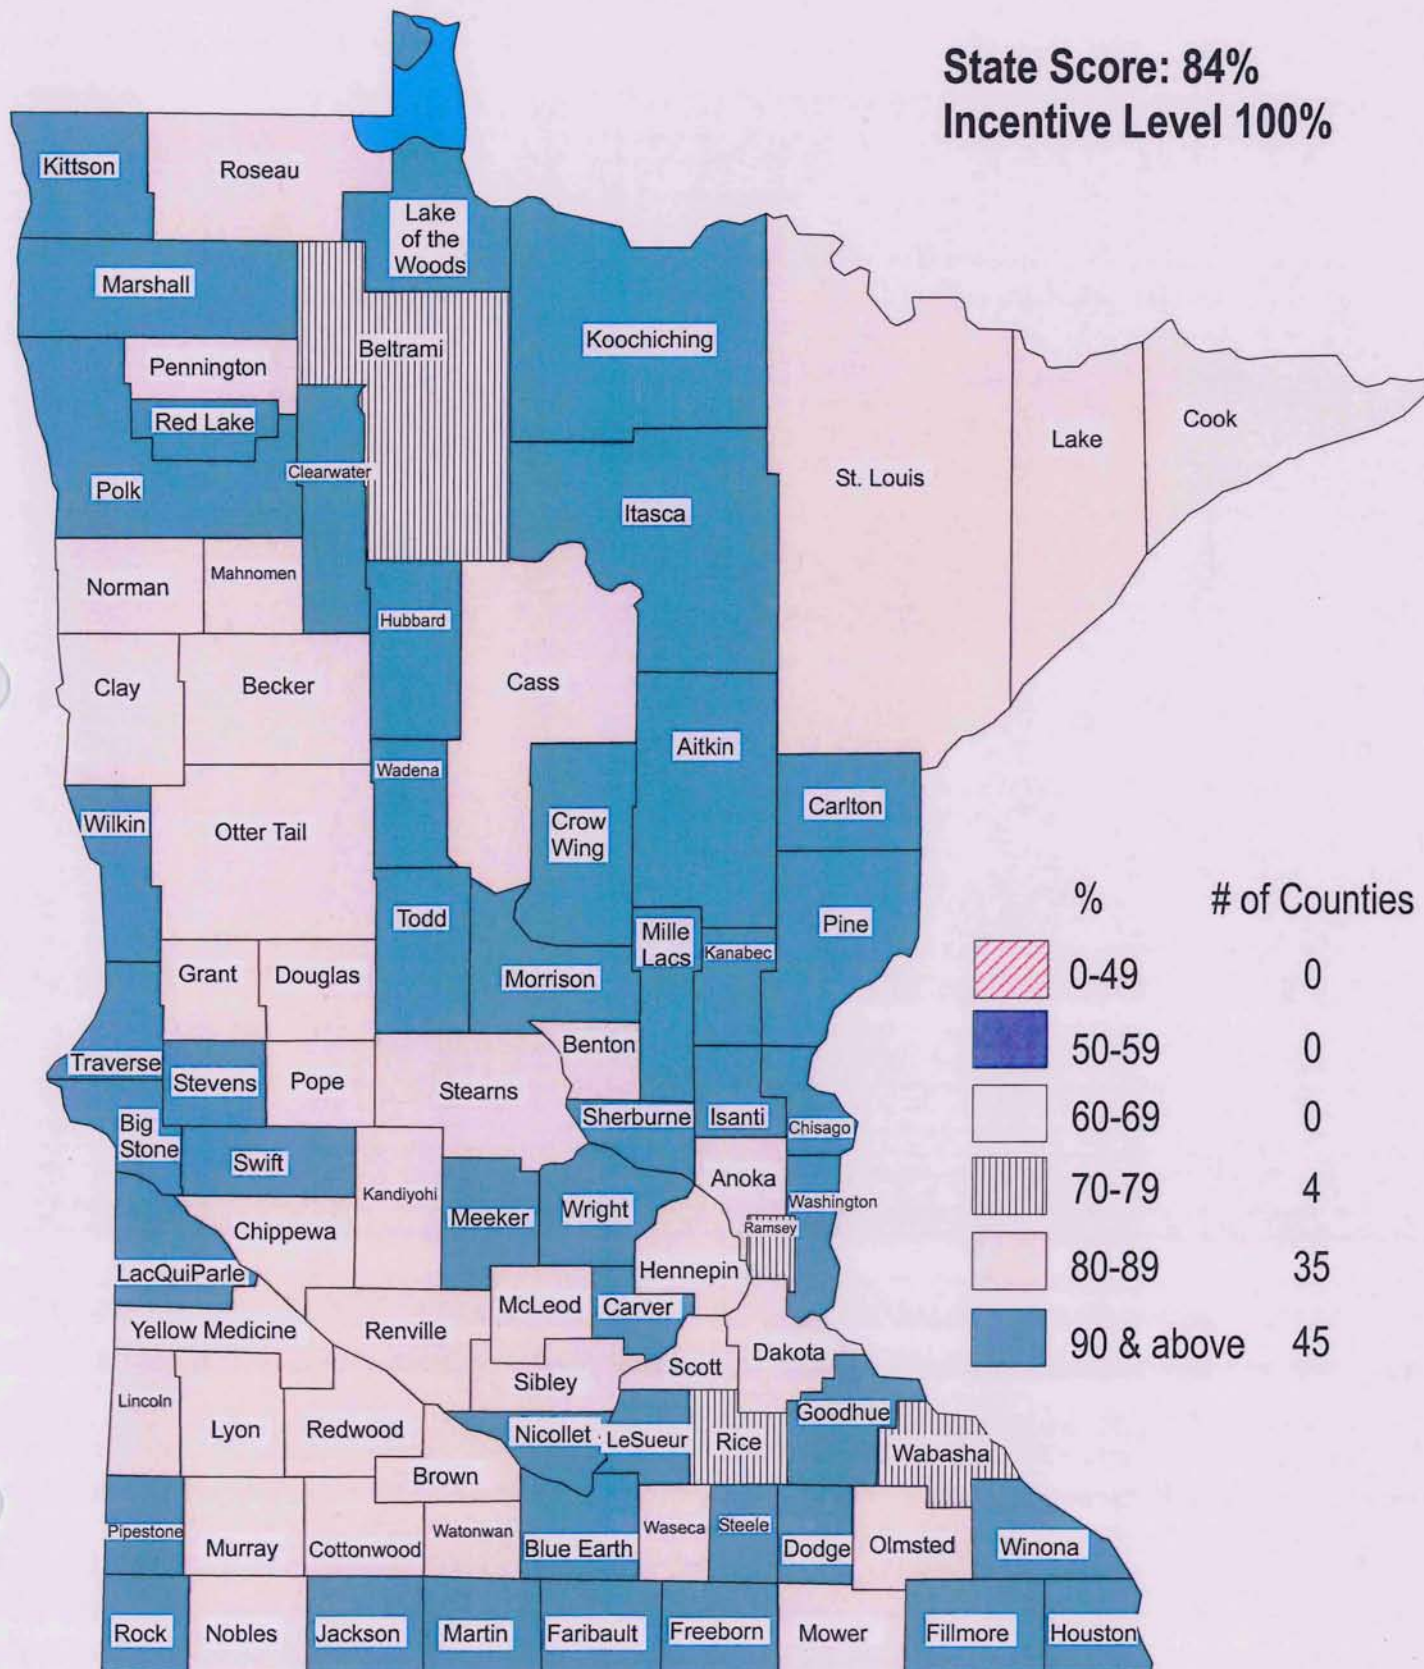 State Score: 84%
Incentive Level 100%
Kittson
Roseau
Lake
of the
Woods
Marshall
Beltrami
Koochiching
Pennington
Red Lake
Clearwater
Polk
St. Louis
Lake
Cook
Itasca
Norman
Mahnomen
Hubbard
Clay
Becker
Cass
Aitkin
Wadena
Carlton
Wilkin
Otter Tail
Crow
Wing
Todd
Pine
Mille
Lacs
Kanabec
Grant
Douglas
Morrison
Benton
Traverse
Stevens
Pope
Stearns
Big
Stone
Sherburne
Isanti
Chisago
Swift
Kandiyohi
Anoka
Washington
Meeker
Wright
Chippewa
Ramsey
LacQuiParle
Hennepin
McLeod
Carver
Yellow Medicine
Renville
Dakota
Scott
Sibley
Lincoln
Lyon
Redwood
Nicollet
LeSueur
Rice
Goodhue
Wabasha
Brown
Pipestone
Murray
Cottonwood
Watonwan
Blue Earth
Waseca
Steele
Dodge
Olmsted
Winona
Rock
Nobles
Jackson
Martin
Faribault
Freeborn
Mower
Fillmore
Houston
% # of Counties
0-49 0
50-59 0
60-69 0
70-79 4
80-89 35
90 & above 45